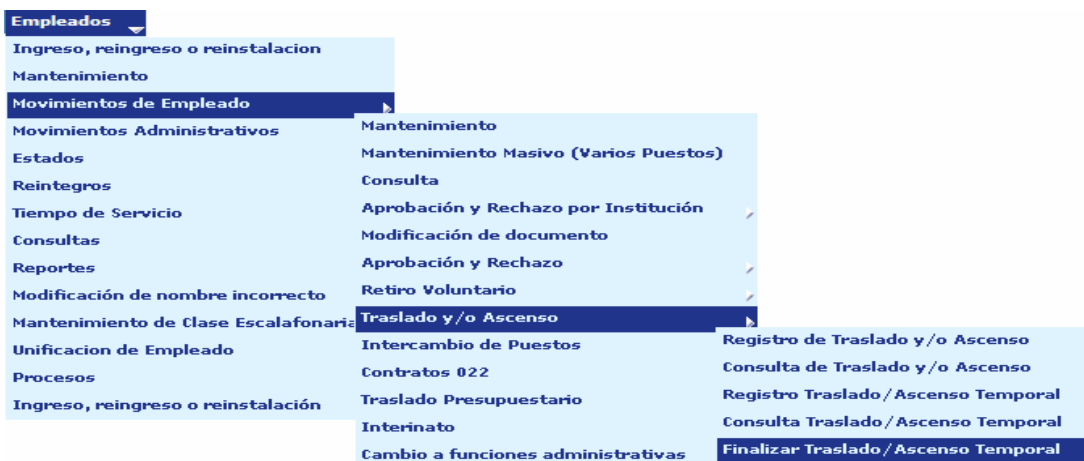 Empleados
Ingreso, reingreso o reinstalacion
Mantenimiento
Movimientos de Empleado
Movimientos Administrativos
Estados
Reintegros
Tiempo de Servicio
Consultas
Reportes
Modificación de nombre incorrecto
Mantenimiento de Clase Escalafonaria
Unificacion de Empleado
Procesos
Ingreso, reingreso o reinstalación
Mantenimiento
Mantenimiento Masivo (Varios Puestos)
Consulta
Aprobación y Rechazo por Institución
Modificación de documento
Aprobación y Rechazo
Retiro Voluntario
Traslado y/o Ascenso
Intercambio de Puestos
Contratos 022
Traslado Presupuestario
Interinato
Cambio a funciones administrativas
Registro de Traslado y/o Ascenso
Consulta de Traslado y/o Ascenso
Registro Traslado/Ascenso Temporal
Consulta Traslado/Ascenso Temporal
Finalizar Traslado/Ascenso Temporal